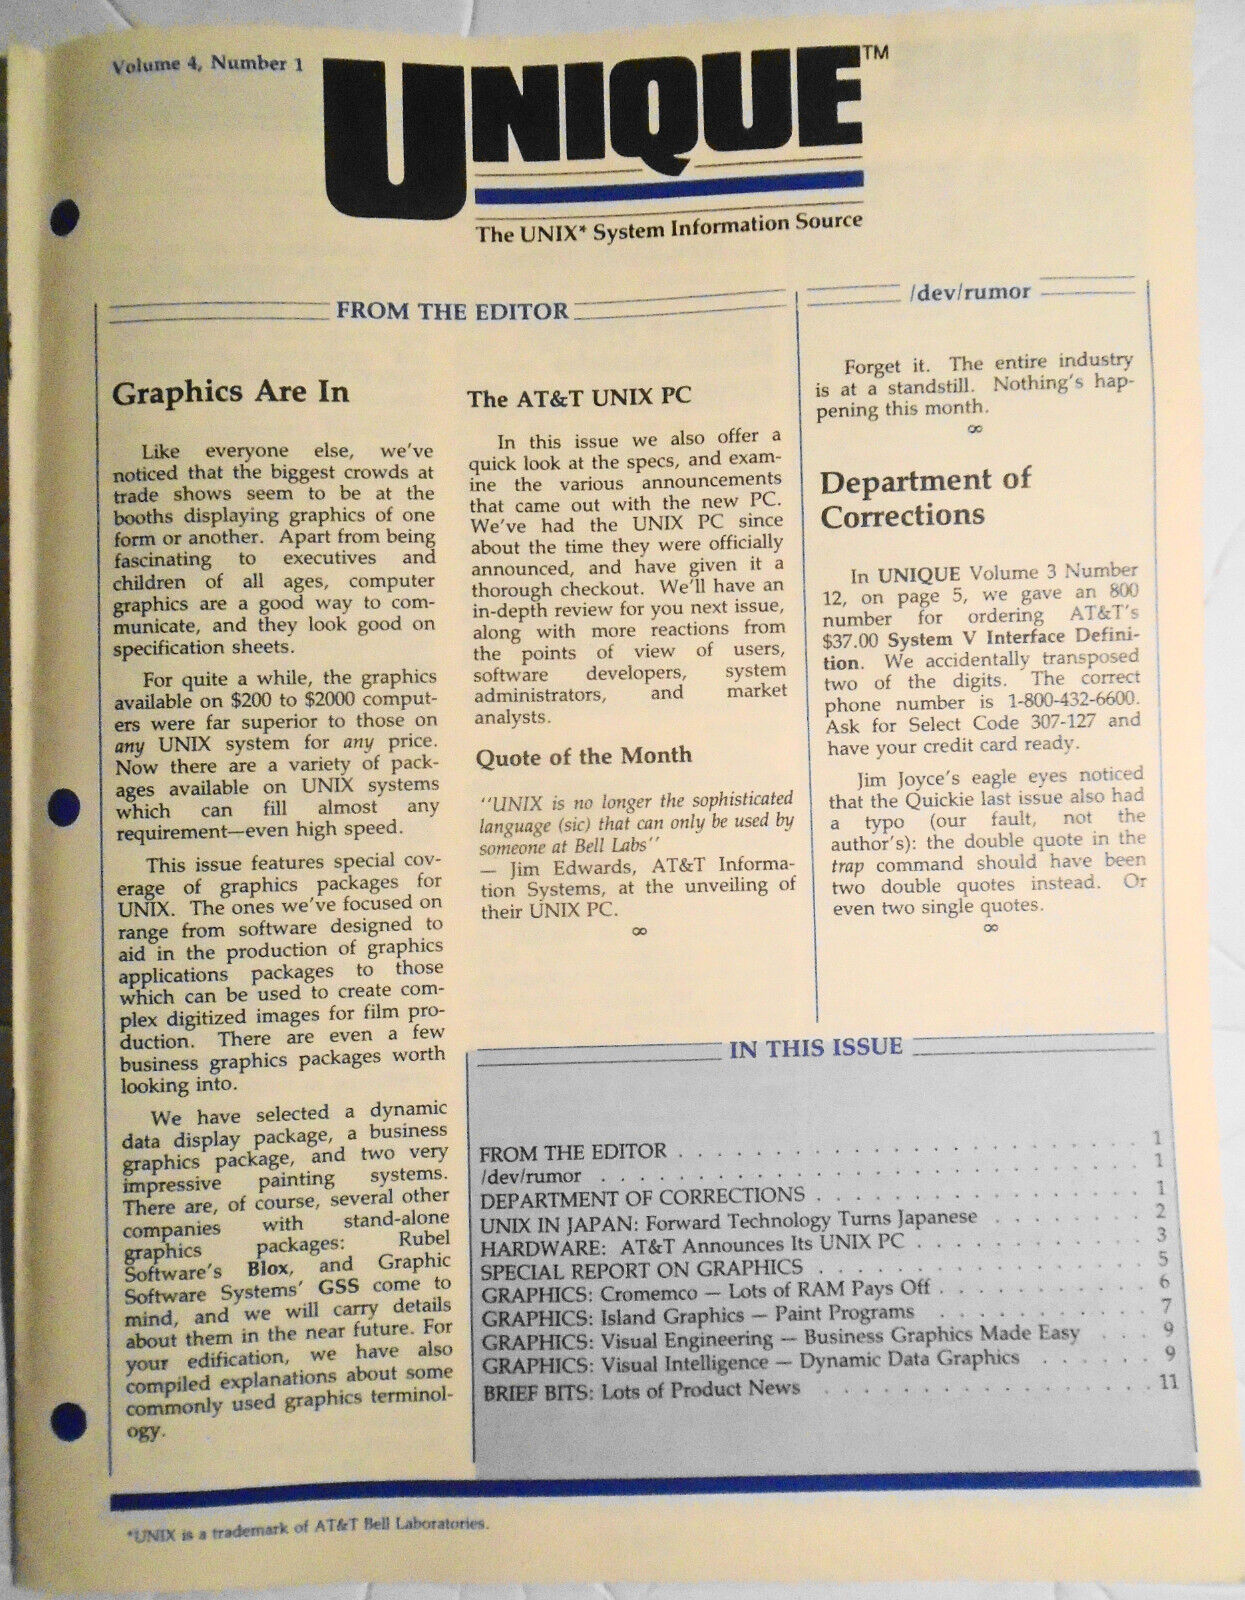 Volume 4, Number 1
UNIQUE™
The UNIX* System Information Source
FROM THE EDITOR
Graphics Are In
Like everyone else, we've
noticed that the biggest crowds at
trade shows seem to be at the
booths displaying graphics of one
form or another. Apart from being
fascinating to executives and
children of all ages, computer
graphics are a good way to com-
municate, and they look good on
specification sheets.
For quite a while, the graphics
available on $200 to $2000 comput-
ers were far superior to those on
any UNIX system for any price.
Now there are a variety of pack-
ages available on UNIX systems
which can fill almost any
requirement—even high speed.
This issue features special cov-
erage of graphics packages for
UNIX. The ones we've focused on
range from software designed to
aid in the production of graphics
applications packages to those
which can be used to create com-
plex digitized images for film pro-
duction. There are even a few
business graphics packages worth
looking into.
We have selected a dynamic
data display package, a business
graphics package, and two very
impressive painting systems.
There are, of course, several other
companies with stand-alone
graphics packages: Rubel
Software's Blox, and Graphic
Software Systems' GSS come to
mind, and we will carry details
about them in the near future. For
your edification, we have also
compiled explanations about some
commonly used graphics terminol-
ogy.
The AT&T UNIX PC
In this issue we also offer a
quick look at the specs, and exam-
ine the various announcements
that came out with the new PC.
We've had the UNIX PC since
about the time they were officially
announced, and have given it a
thorough checkout. We'll have an
in-depth review for you next issue,
along with more reactions from
the points of view of users,
software developers, system
administrators, and market
analysts.
Quote of the Month
"UNIX is no longer the sophisticated
language (sic) that can only be used by
someone at Bell Labs"
— Jim Edwards, AT&T Informa-
tion Systems, at the unveiling of
their UNIX PC.
∞
/dev/rumor
Forget it. The entire industry
is at a standstill. Nothing's hap-
pening this month.
∞
Department of
Corrections
In UNIQUE Volume 3 Number
12, on page 5, we gave an 800
number for ordering AT&T's
$37.00 System V Interface Defini-
tion. We accidentally transposed
two of the digits. The correct
phone number is 1-800-432-6600.
Ask for Select Code 307-127 and
have your credit card ready.
Jim Joyce's eagle eyes noticed
that the Quickie last issue also had
a typo (our fault, not the
author's): the double quote in the
trap command should have been
two double quotes instead. Or
even two single quotes.
∞
IN THIS ISSUE
FROM THE EDITOR . . . . . . . . . . . . . . . . . . . . 1
/dev/rumor . . . . . . . . . . . . . . . . . . . . . . . . 1
DEPARTMENT OF CORRECTIONS . . . . . . . . . . . . . . 1
UNIX IN JAPAN: Forward Technology Turns Japanese . . . . . . . 2
HARDWARE: AT&T Announces Its UNIX PC . . . . . . . . . . 3
SPECIAL REPORT ON GRAPHICS . . . . . . . . . . . . . . 5
GRAPHICS: Cromemco — Lots of RAM Pays Off . . . . . . . . . 6
GRAPHICS: Island Graphics — Paint Programs . . . . . . . . . 7
GRAPHICS: Visual Engineering — Business Graphics Made Easy . . . 9
GRAPHICS: Visual Intelligence — Dynamic Data Graphics . . . . . . 9
BRIEF BITS: Lots of Product News . . . . . . . . . . . . . . 11
*UNIX is a trademark of AT&T Bell Laboratories.